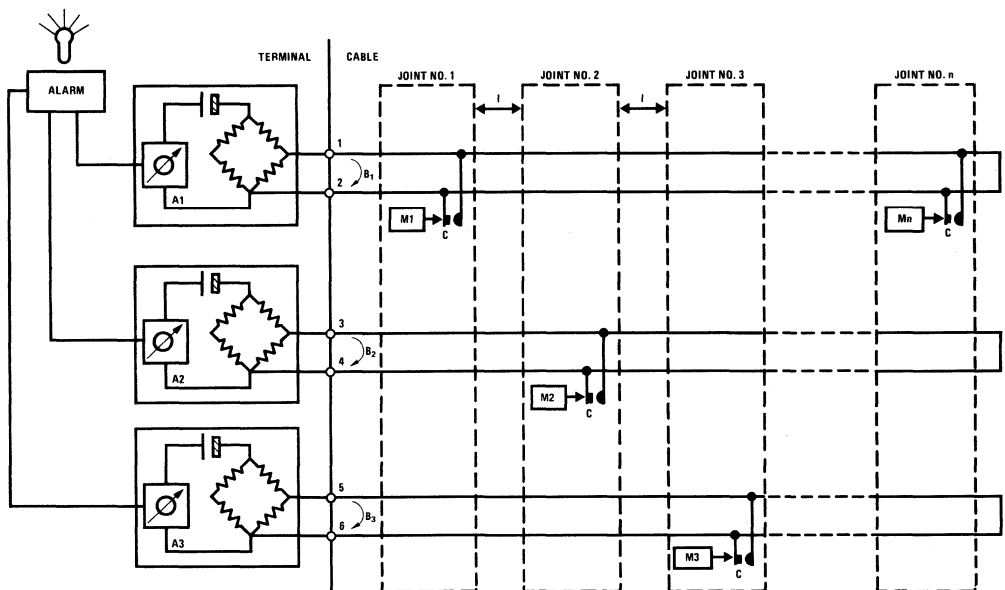 TERMINAL
CABLE
ALARM
JOINT NO. 1
JOINT NO. 2
JOINT NO. 3
JOINT NO. n
l
l
1
B1
2
A1
M1
C
Mn
C
3
B2
4
A2
M2
C
5
B3
6
A3
M3
C